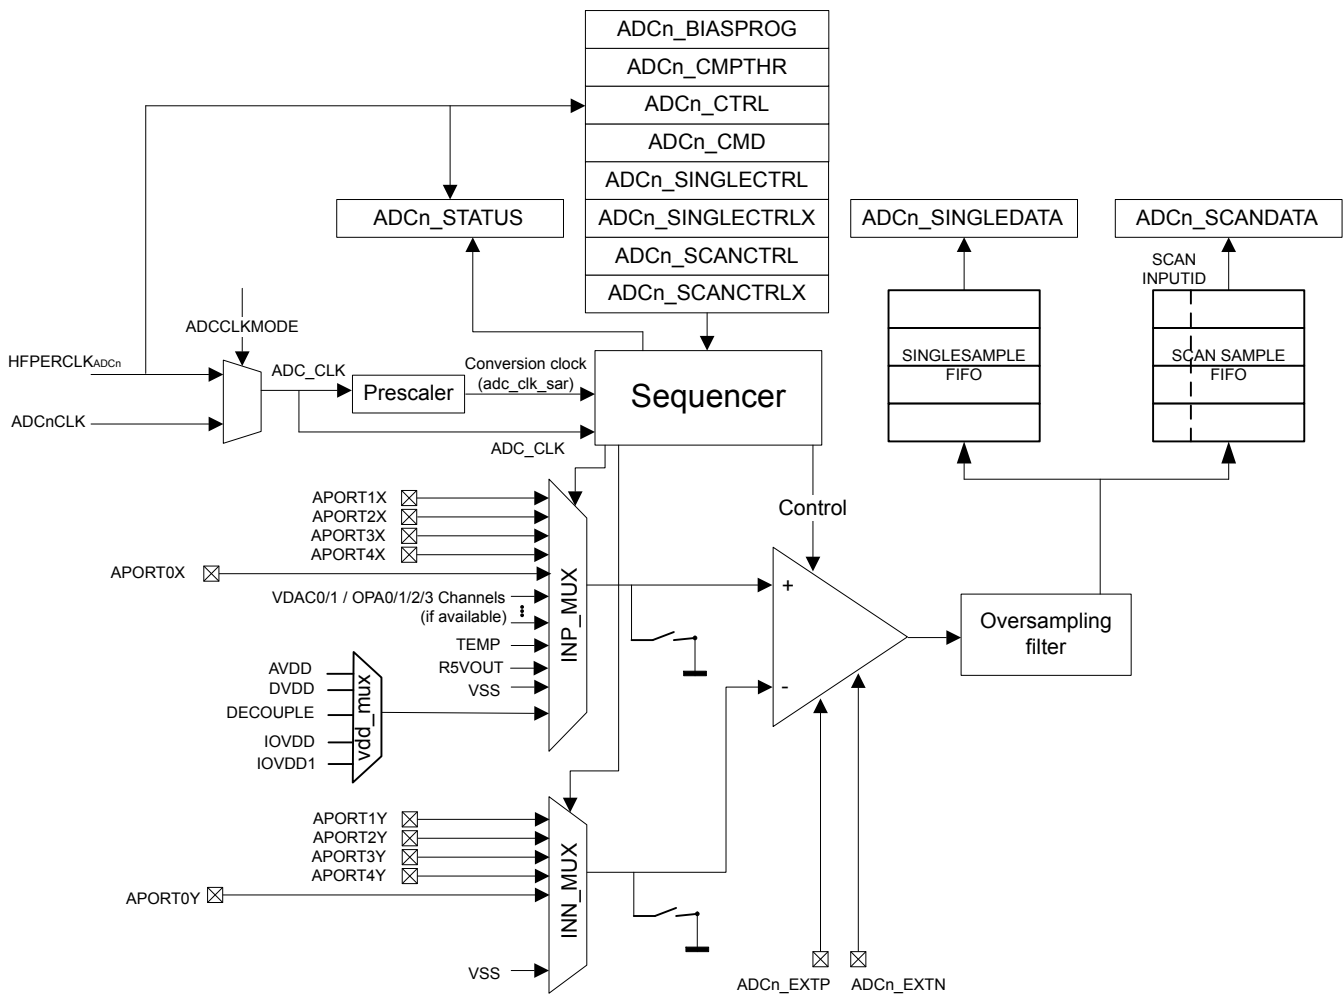 ADCn_BIASPROG
ADCn_CMPTHR
ADCn_CTRL
ADCn_CMD
ADCn_SINGLECTRL
ADCn_SINGLECTRLX
ADCn_SCANCTRL
ADCn_SCANCTRLX
ADCn_STATUS
ADCn_SINGLEDATA
ADCn_SCANDATA
SCAN
INPUTID
SINGLESAMPLE
FIFO
SCAN SAMPLE
FIFO
ADCCLKMODE
HFPERCLKADCn
ADCnCLK
ADC_CLK
Prescaler
Conversion clock
(adc_clk_sar)
Sequencer
ADC_CLK
Control
APORT1X
APORT2X
APORT3X
APORT4X
APORT0X
VDAC0/1 / OPA0/1/2/3 Channels
(if available)
TEMP
R5VOUT
VSS
INP_MUX
AVDD
DVDD
DECOUPLE
IOVDD
IOVDD1
vdd_mux
+
-
Oversampling
filter
APORT1Y
APORT2Y
APORT3Y
APORT4Y
APORT0Y
VSS
INN_MUX
ADCn_EXTP
ADCn_EXTN